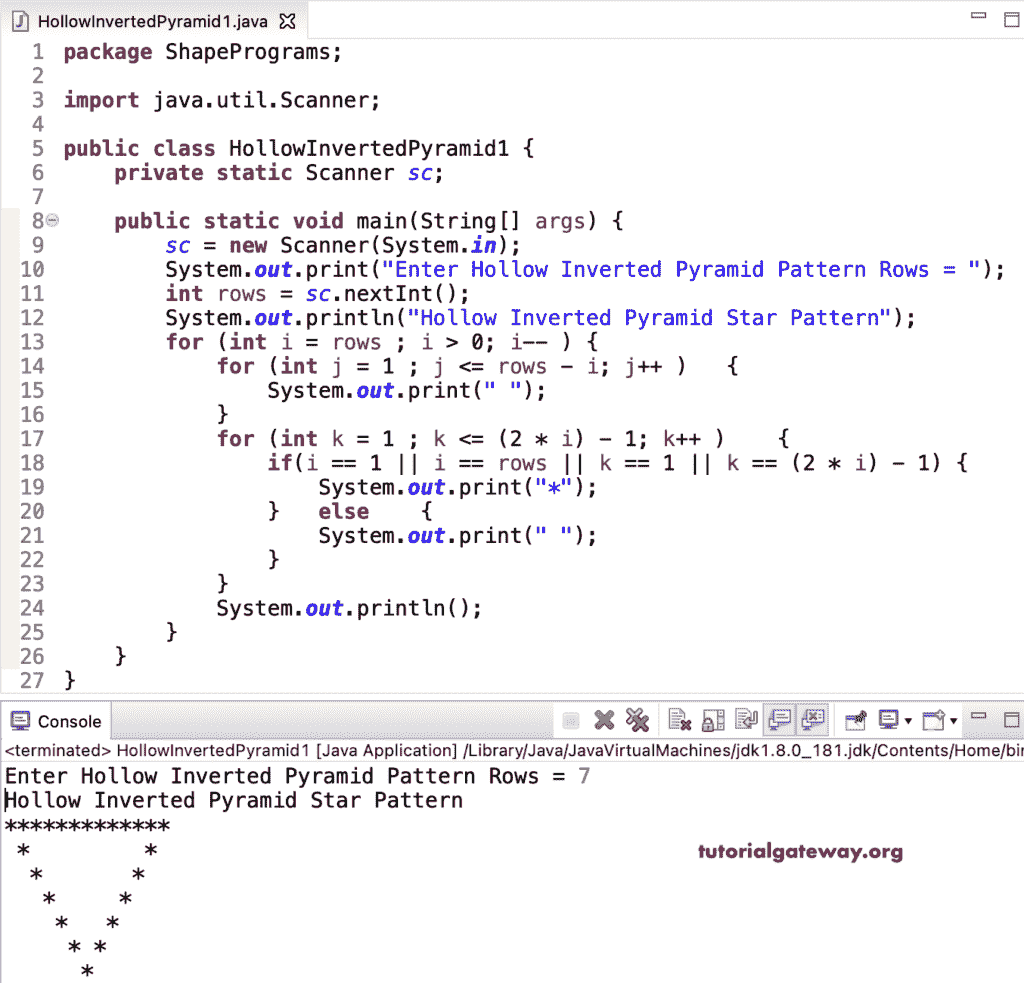 HollowInvertedPyramid1.java
1 package ShapePrograms;
2
3 import java.util.Scanner;
4
5 public class HollowInvertedPyramid1 {
6     private static Scanner sc;
7
8     public static void main(String[] args) {
9         sc = new Scanner(System.in);
10         System.out.print("Enter Hollow Inverted Pyramid Pattern Rows = ");
11         int rows = sc.nextInt();
12         System.out.println("Hollow Inverted Pyramid Star Pattern");
13         for (int i = rows ; i > 0; i-- ) {
14             for (int j = 1 ; j <= rows - i; j++ )   {
15                 System.out.print(" ");
16             }
17             for (int k = 1 ; k <= (2 * i) - 1; k++ )    {
18                 if(i == 1 || i == rows || k == 1 || k == (2 * i) - 1) {
19                     System.out.print("*");
20                 }   else    {
21                     System.out.print(" ");
22                 }
23             }
24             System.out.println();
25         }
26     }
27 }
Console
<terminated> HollowInvertedPyramid1 [Java Application] /Library/Java/JavaVirtualMachines/jdk1.8.0_181.jdk/Contents/Home/bin
Enter Hollow Inverted Pyramid Pattern Rows = 7
Hollow Inverted Pyramid Star Pattern
*************
 *         *
  *       *
   *     *
    *   *
     * *
      *
tutorialgateway.org